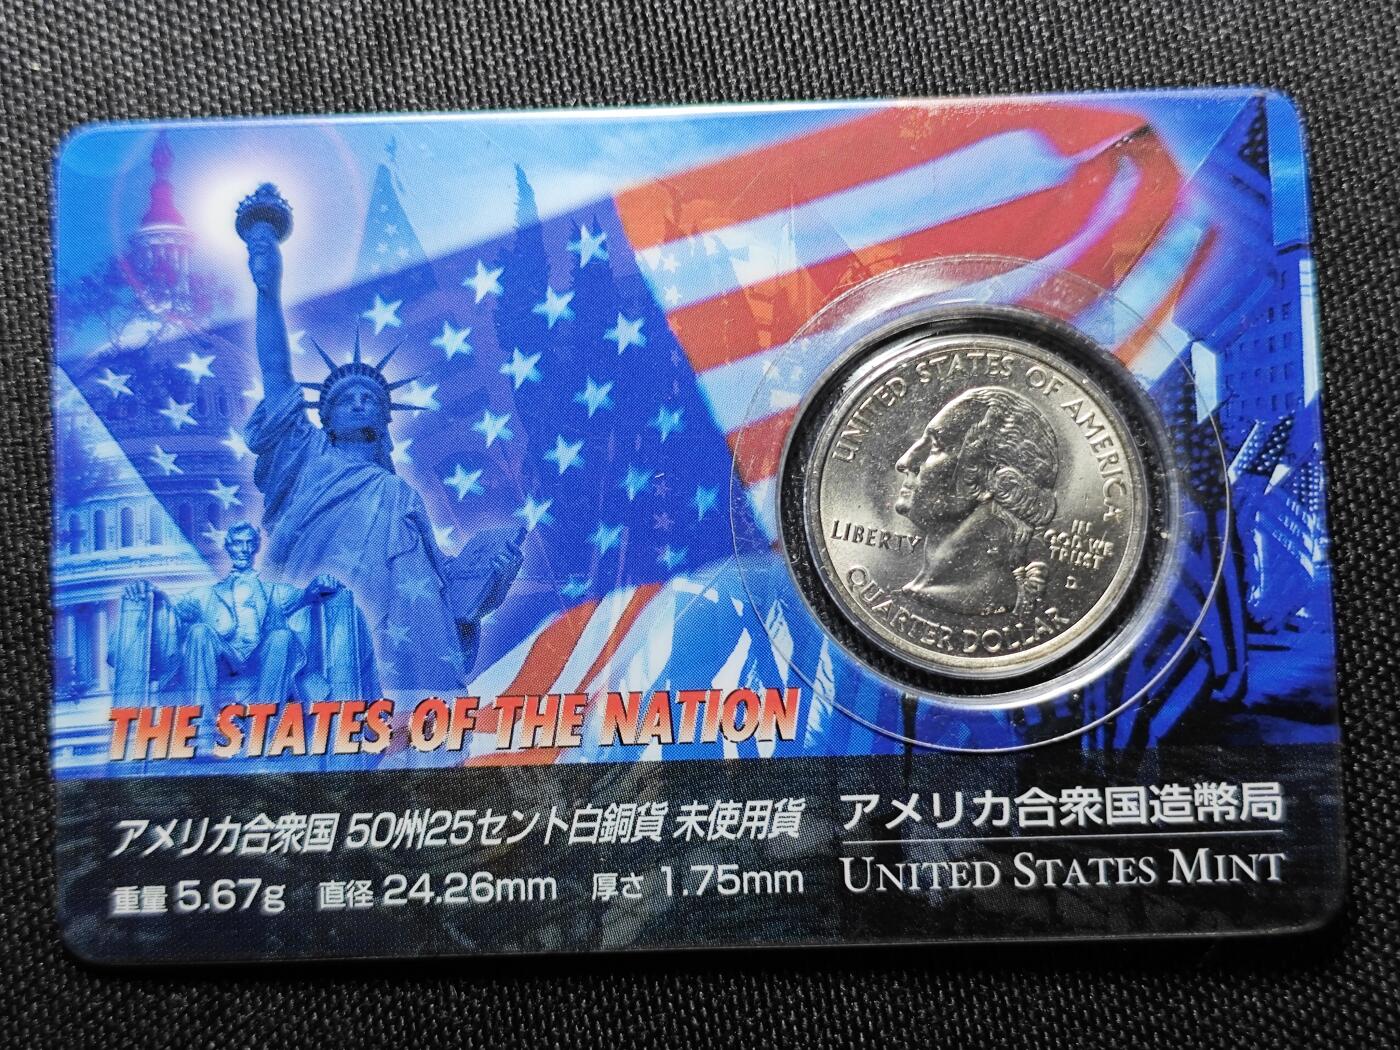 UNITED STATES OF AMERICA
LIBERTY
IN
GOD WE
TRUST
D
QUARTER DOLLAR
THE STATES OF THE NATION
アメリカ合衆国 50州25セント白銅貨 未使用貨
重量 5.67g 直径 24.26mm 厚さ 1.75mm
アメリカ合衆国造幣局
UNITED STATES MINT